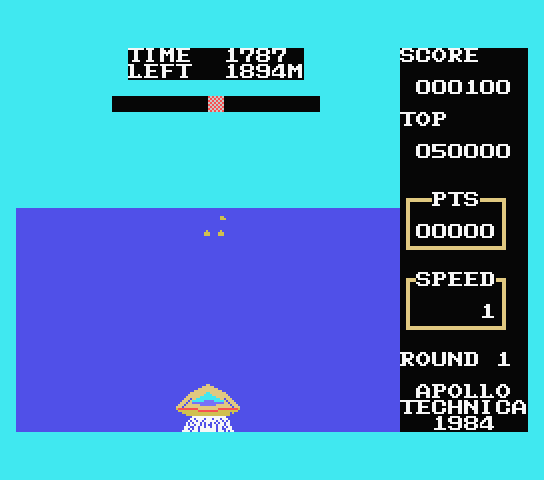 TIME 1787
LEFT 1894M
SCORE
000100
TOP
050000
PTS
00000
SPEED
1
ROUND 1
APOLLO
TECHNICA
1984